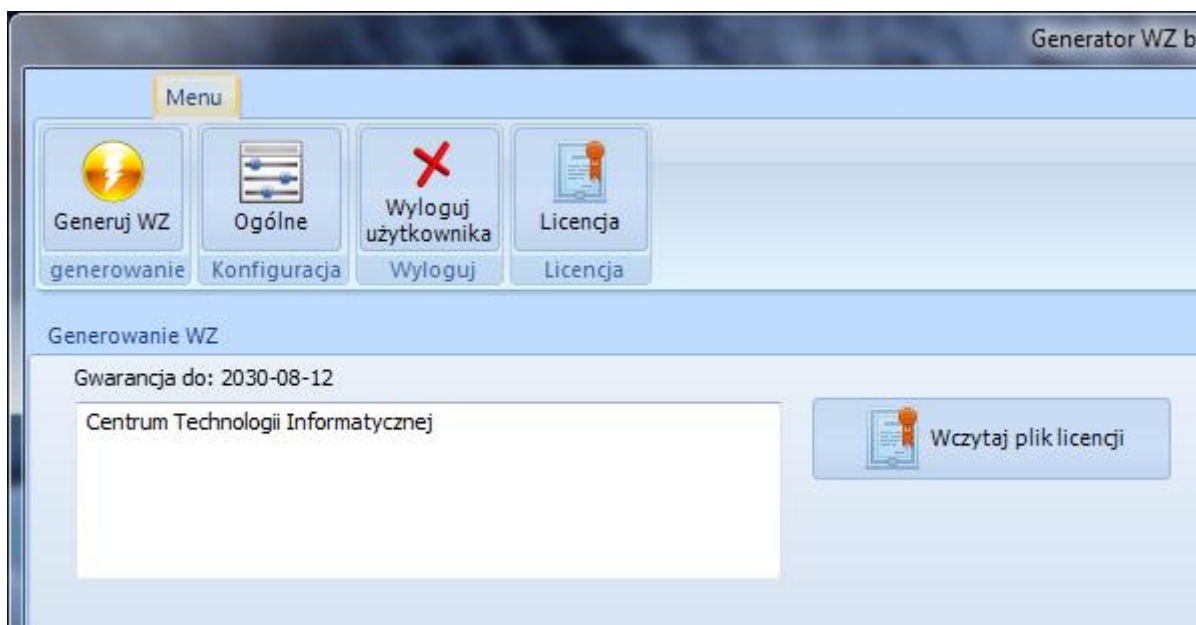 Generator WZ b
Menu
Generuj WZ
Ogólne
Wyloguj
użytkownika
Licencja
generowanie
Konfiguracja
Wyloguj
Licencja
Generowanie WZ
Gwarancja do: 2030-08-12
Centrum Technologii Informatycznej
Wczytaj plik licencji